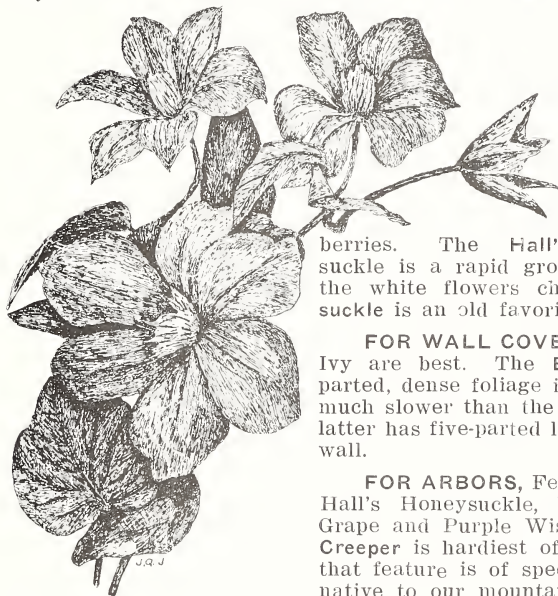 berries. The Hall'
suckle is a rapid gro
the white flowers ch
suckle is an old favori
FOR WALL COVE
Ivy are best. The E
parted, dense foliage i
much slower than the
latter has five-parted l
wall.
FOR ARBORS, Fe
Hall's Honeysuckle,
Grape and Purple Wis
Creeper is hardiest of
that feature is of spec
native to our mountai
J.Q.J